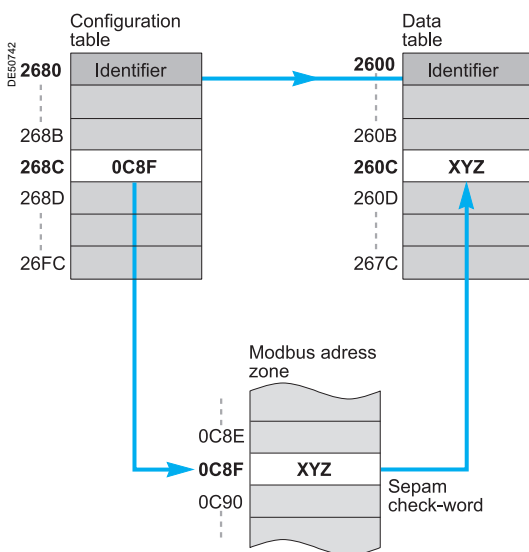 DE50742
Configuration
table
2680
Identifier
268B
268C
0C8F
268D
26FC
Data
table
2600
Identifier
260B
260C
XYZ
260D
267C
Modbus adress
zone
0C8E
0C8F
XYZ
0C90
Sepam
check-word